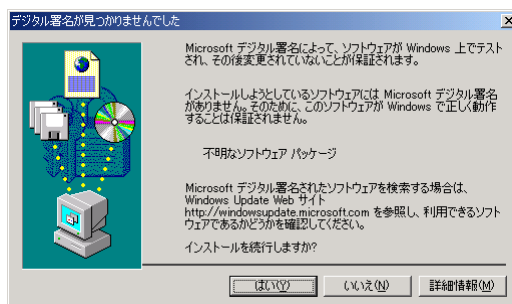 デジタル署名が見つかりませんでした
Microsoft デジタル署名によって、ソフトウェアが Windows 上でテスト
され、その後変更されていないことが保証されます。
インストールしようとしているソフトウェアには Microsoft デジタル署名
がありません。そのために、このソフトウェアが Windows で正しく動作
することは保証されません。
不明なソフトウェア パッケージ
Microsoft デジタル署名されたソフトウェアを検索する場合は、
Windows Update Web サイト
http://windowsupdate.microsoft.com を参照し、利用できるソフト
ウェアであるかどうかを確認してください。
インストールを続行しますか?
はい(Y) いいえ(N) 詳細情報(M)